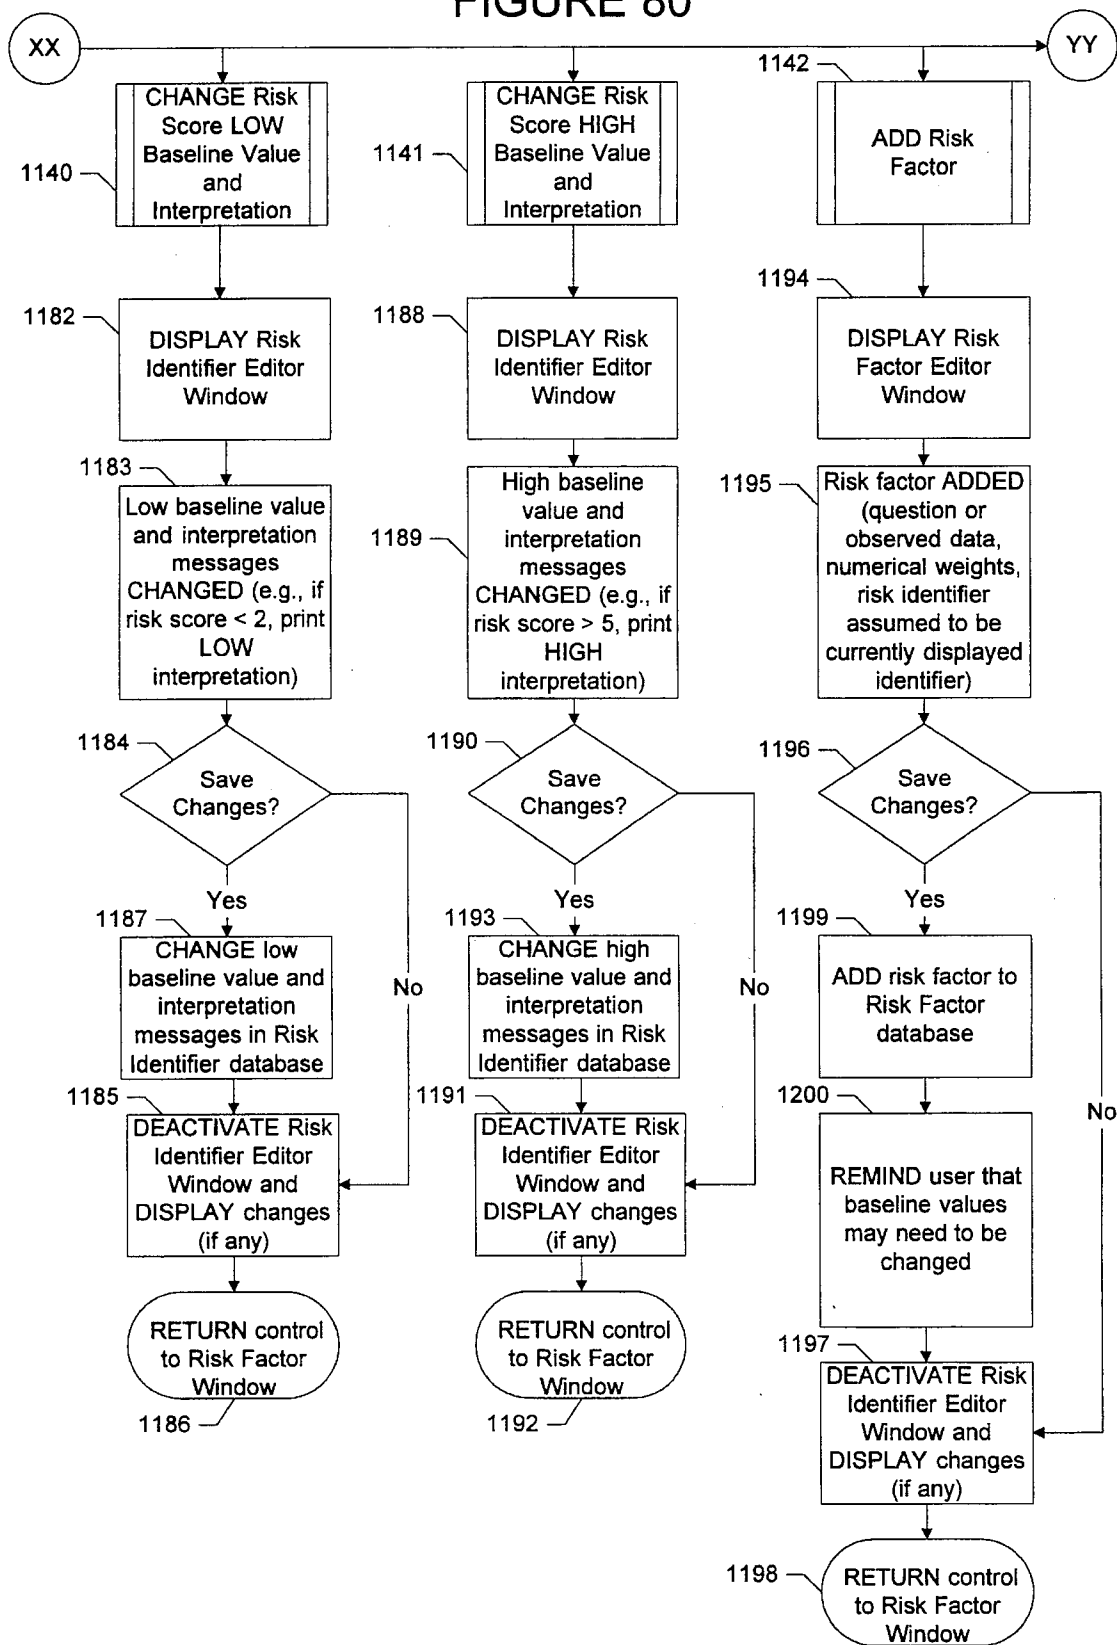 FIGURE 80
XX
YY
CHANGE Risk
Score LOW
Baseline Value
and
Interpretation
1140
1182
DISPLAY Risk
Identifier Editor
Window
1183
Low baseline value
and interpretation
messages
CHANGED (e.g., if
risk score < 2, print
LOW
interpretation)
1184
Save
Changes?
Yes
No
1187
CHANGE low
baseline value and
interpretation
messages in Risk
Identifier database
1185
DEACTIVATE Risk
Identifier Editor
Window and
DISPLAY changes
(if any)
RETURN control
to Risk Factor
Window
1186
CHANGE Risk
Score HIGH
Baseline Value
and
Interpretation
1141
1188
DISPLAY Risk
Identifier Editor
Window
1189
High baseline
value and
interpretation
messages
CHANGED (e.g., if
risk score > 5, print
HIGH
interpretation)
1190
Save
Changes?
Yes
No
1193
CHANGE high
baseline value and
interpretation
messages in Risk
Identifier database
1191
DEACTIVATE Risk
Identifier Editor
Window and
DISPLAY changes
(if any)
RETURN control
to Risk Factor
Window
1192
1142
ADD Risk
Factor
1194
DISPLAY Risk
Factor Editor
Window
1195
Risk factor ADDED
(question or
observed data,
numerical weights,
risk identifier
assumed to be
currently displayed
identifier)
1196
Save
Changes?
Yes
No
1199
ADD risk factor to
Risk Factor
database
1200
REMIND user that
baseline values
may need to be
changed
1197
DEACTIVATE Risk
Identifier Editor
Window and
DISPLAY changes
(if any)
1198
RETURN control
to Risk Factor
Window